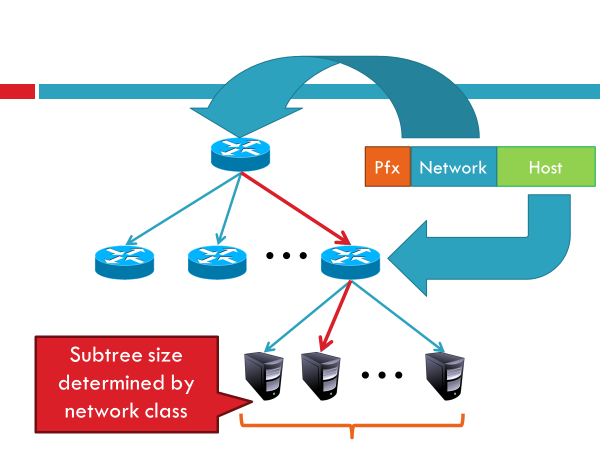 Pfx Network Host
Subtree size
determined by
network class